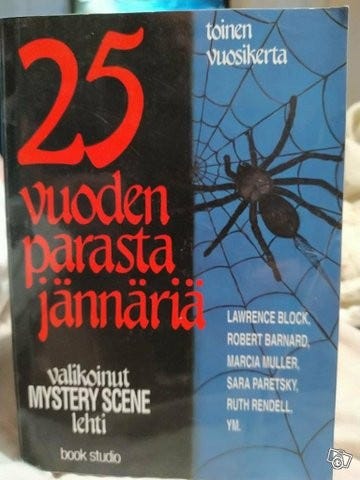 toinen
vuosikerta
25
vuoden
parasta
jännäriä
LAWRENCE BLOCK,
ROBERT BARNARD,
MARCIA MULLER,
SARA PARETSKY,
RUTH RENDELL,
YM.
valikoinut
MYSTERY SCENE
lehti
book studio